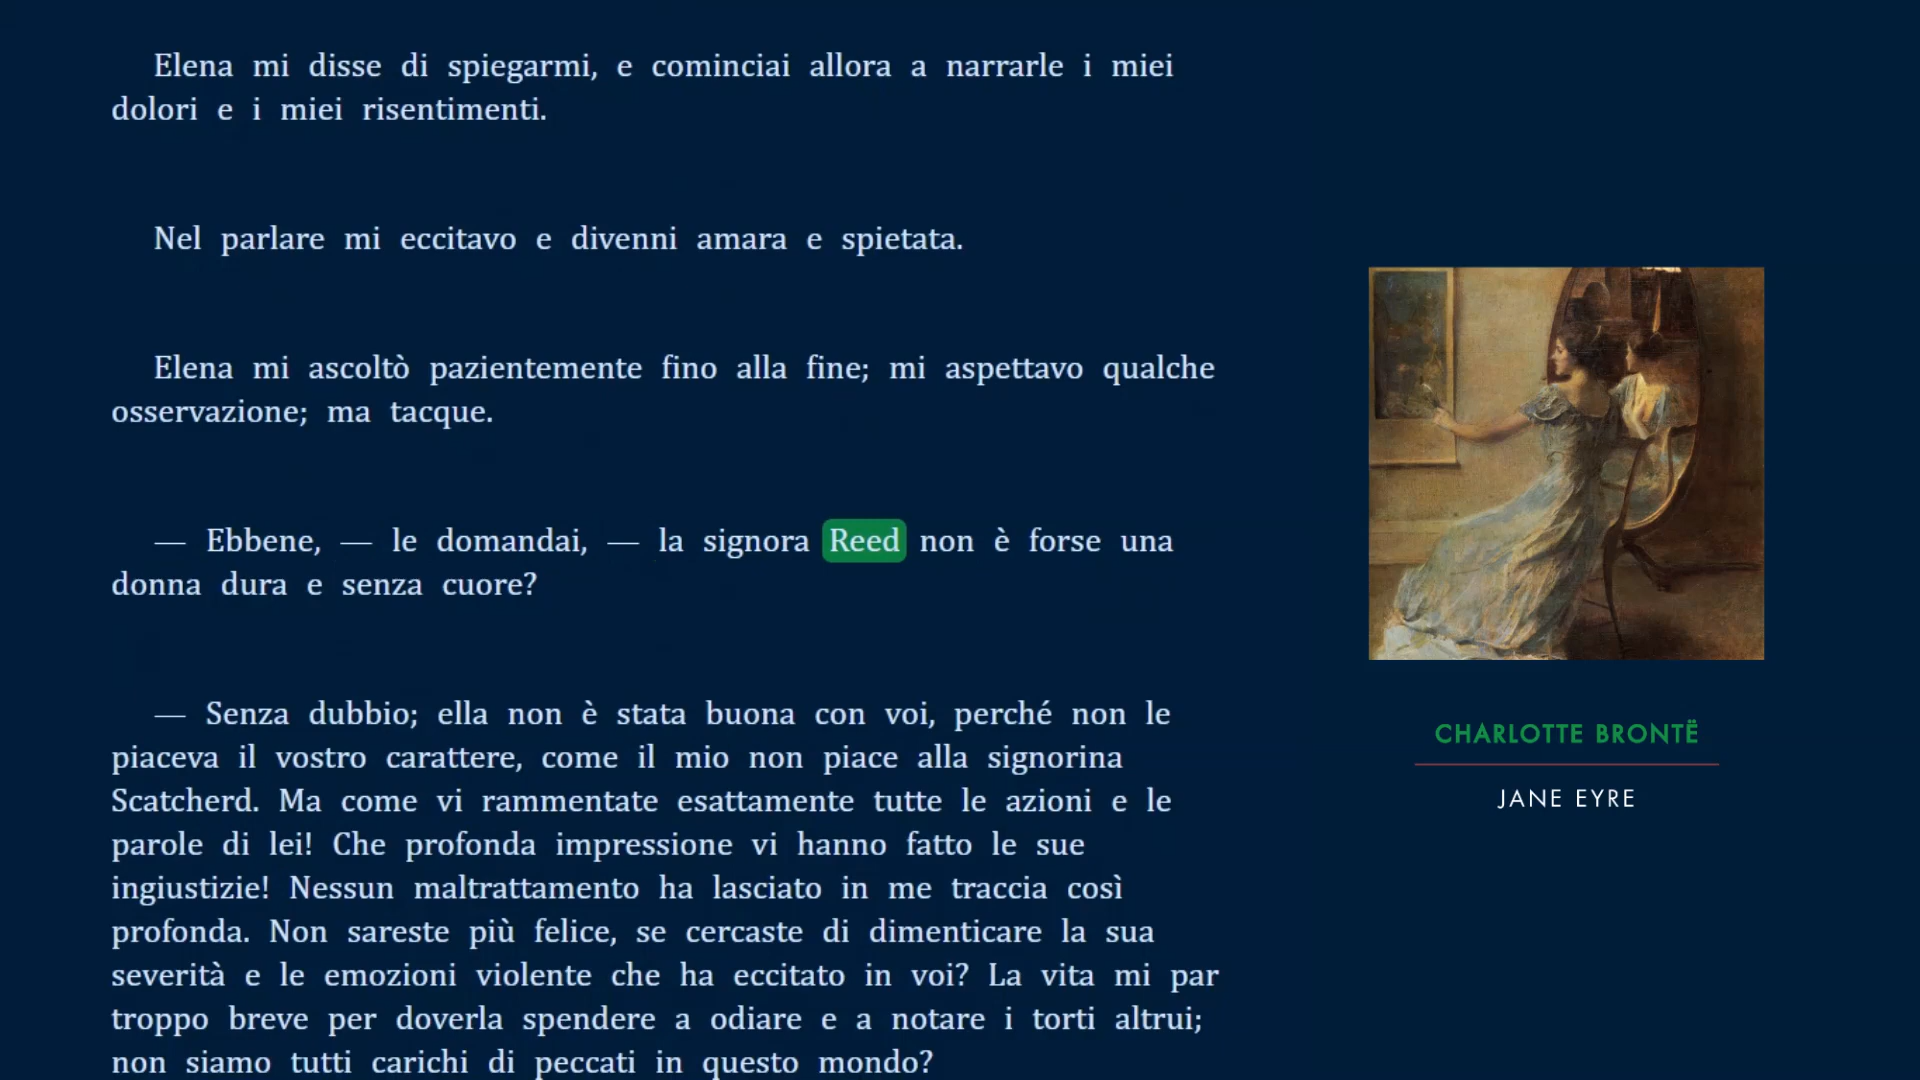 Elena mi disse di spiegarmi, e cominciai allora a narrarle i miei
dolori e i miei risentimenti.
Nel parlare mi eccitavo e divenni amara e spietata.
Elena mi ascoltò pazientemente fino alla fine; mi aspettavo qualche
osservazione; ma tacque.
— Ebbene, — le domandai, — la signora Reed non è forse una
donna dura e senza cuore?
— Senza dubbio; ella non è stata buona con voi, perché non le
piaceva il vostro carattere, come il mio non piace alla signorina
Scatcherd. Ma come vi rammentate esattamente tutte le azioni e le
parole di lei! Che profonda impressione vi hanno fatto le sue
ingiustizie! Nessun maltrattamento ha lasciato in me traccia così
profonda. Non sareste più felice, se cercaste di dimenticare la sua
severità e le emozioni violente che ha eccitato in voi? La vita mi par
troppo breve per doverla spendere a odiare e a notare i torti altrui;
non siamo tutti carichi di peccati in questo mondo?
CHARLOTTE BRONTË
JANE EYRE